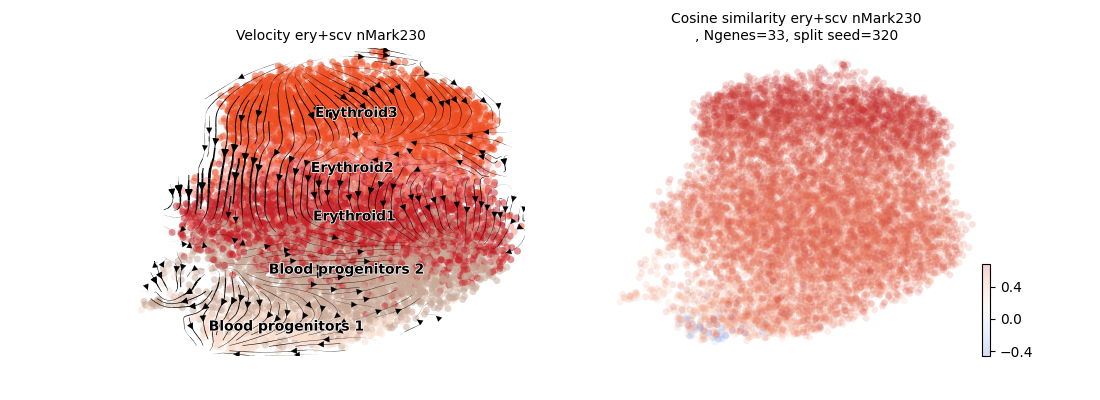 Velocity ery+scv nMark230
Erythroid3
Erythroid2
Erythroid1
Blood progenitors 2
Blood progenitors 1
Cosine similarity ery+scv nMark230
, Ngenes=33, split seed=320
0.4
0.0
−0.4